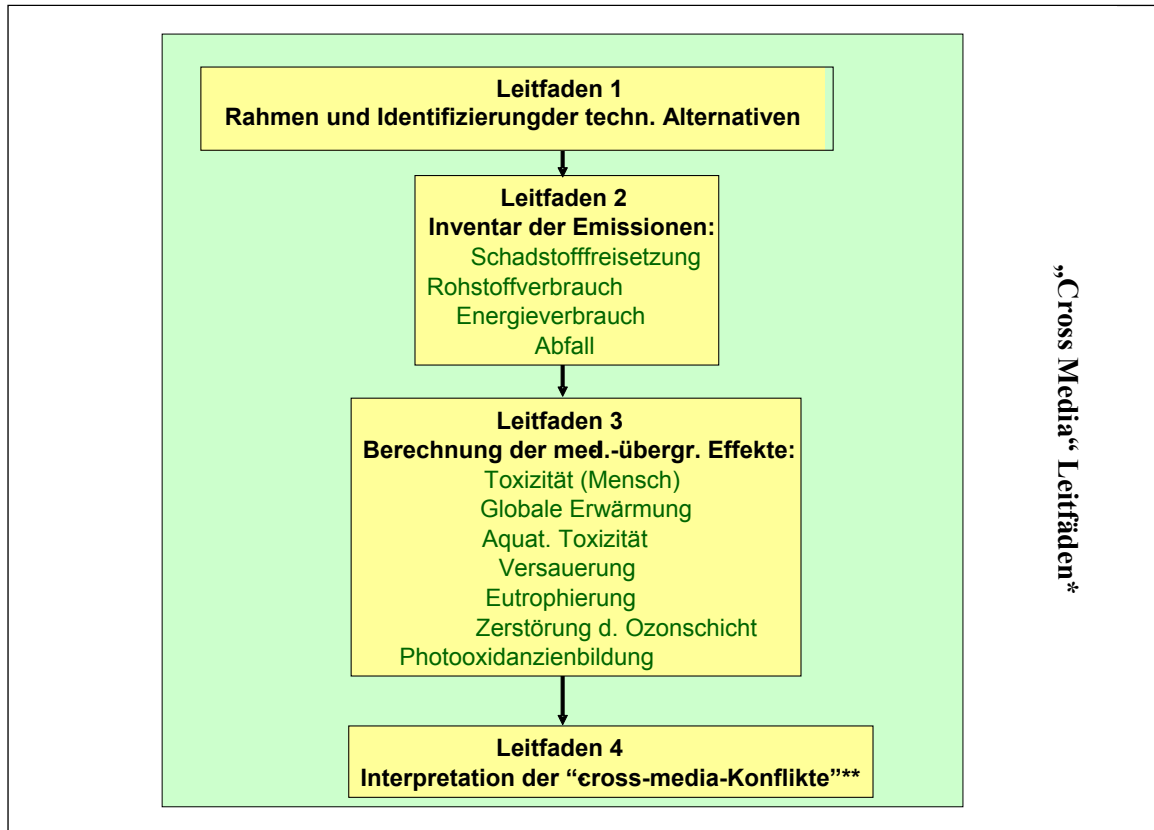 Leitfaden 1
Rahmen und Identifizierungder techn. Alternativen
Leitfaden 2
Inventar der Emissionen:
Schadstofffreisetzung
Rohstoffverbrauch
Energieverbrauch
Abfall
Leitfaden 3
Berechnung der med.-übergr. Effekte:
Toxizität (Mensch)
Globale Erwärmung
Aquat. Toxizität
Versauerung
Eutrophierung
Zerstörung d. Ozonschicht
Photooxidanzienbildung
Leitfaden 4
Interpretation der “cross-media-Konflikte”**
„Cross Media“ Leitfäden*